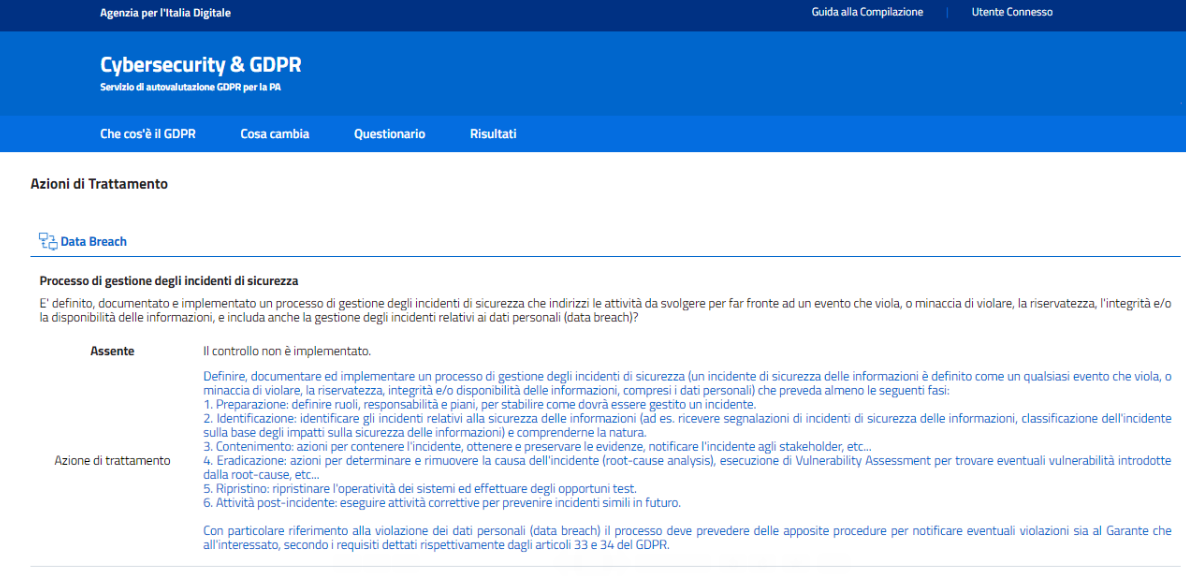 Agenzia per l'Italia Digitale
Guida alla Compilazione | Utente Connesso
Cybersecurity & GDPR
Servizio di autovalutazione GDPR per la PA
Che cos'è il GDPR Cosa cambia Questionario Risultati
Azioni di Trattamento
Data Breach
Processo di gestione degli incidenti di sicurezza
E' definito, documentato e implementato un processo di gestione degli incidenti di sicurezza che indirizzi le attività da svolgere per far fronte ad un evento che viola, o minaccia di violare, la riservatezza, l'integrità e/o
la disponibilità delle informazioni, e includa anche la gestione degli incidenti relativi ai dati personali (data breach)?
Assente
Il controllo non è implementato.
Azione di trattamento
Definire, documentare ed implementare un processo di gestione degli incidenti di sicurezza (un incidente di sicurezza delle informazioni è definito come un qualsiasi evento che viola, o
minaccia di violare, la riservatezza, integrità e/o disponibilità delle informazioni, compresi i dati personali) che preveda almeno le seguenti fasi:
1. Preparazione: definire ruoli, responsabilità e piani, per stabilire come dovrà essere gestito un incidente.
2. Identificazione: identificare gli incidenti relativi alla sicurezza delle informazioni (ad es. ricevere segnalazioni di incidenti di sicurezza delle informazioni, classificazione dell'incidente
sulla base degli impatti sulla sicurezza delle informazioni) e comprenderne la natura.
3. Contenimento: azioni per contenere l'incidente, ottenere e preservare le evidenze, notificare l'incidente agli stakeholder, etc...
4. Eradicazione: azioni per determinare e rimuovere la causa dell'incidente (root-cause analysis), esecuzione di Vulnerability Assessment per trovare eventuali vulnerabilità introdotte
dalla root-cause, etc...
5. Ripristino: ripristinare l'operatività dei sistemi ed effettuare degli opportuni test.
6. Attività post-incidente: eseguire attività correttive per prevenire incidenti simili in futuro.
Con particolare riferimento alla violazione dei dati personali (data breach) il processo deve prevedere delle apposite procedure per notificare eventuali violazioni sia al Garante che
all'interessato, secondo i requisiti dettati rispettivamente dagli articoli 33 e 34 del GDPR.